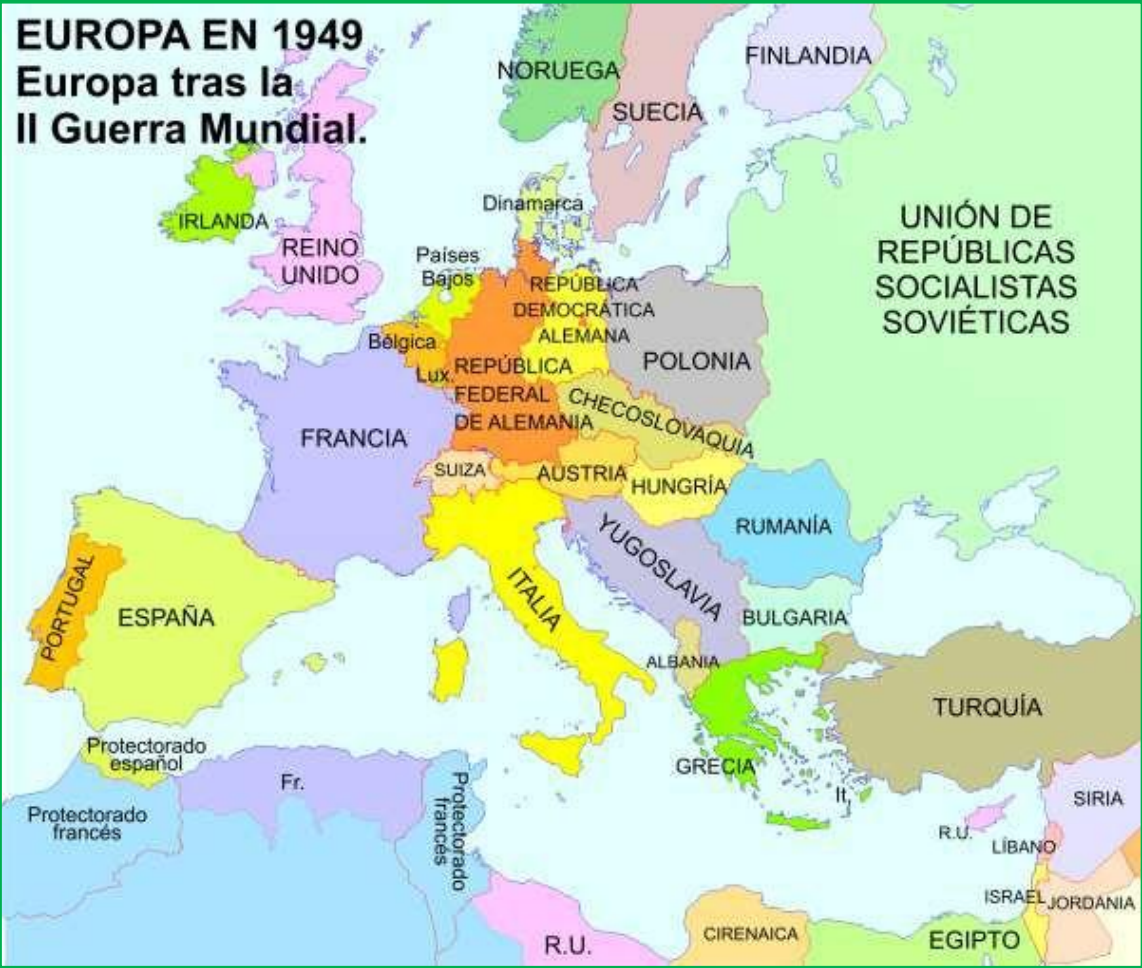 EUROPA EN 1949
Europa tras la
II Guerra Mundial.
NORUEGA
SUECIA
FINLANDIA
IRLANDA
REINO
UNIDO
Dinamarca
Países
Bajos
UNIÓN DE
REPÚBLICAS
SOCIALISTAS
SOVIÉTICAS
REPÚBLICA
DEMOCRÁTICA
ALEMANA
Bélgica
Lux.
REPÚBLICA
FEDERAL
DE ALEMANIA
POLONIA
CHECOSLOVAQUIA
FRANCIA
SUIZA
AUSTRIA
HUNGRÍA
RUMANÍA
YUGOSLAVIA
ITALIA
PORTUGAL
ESPAÑA
BULGARIA
ALBANIA
TURQUÍA
GRECIA
It.
Protectorado
español
Fr.
Protectorado
francés
Protectorado
francés
SIRIA
R.U.
LÍBANO
ISRAEL
JORDANIA
R.U.
CIRENAICA
EGIPTO